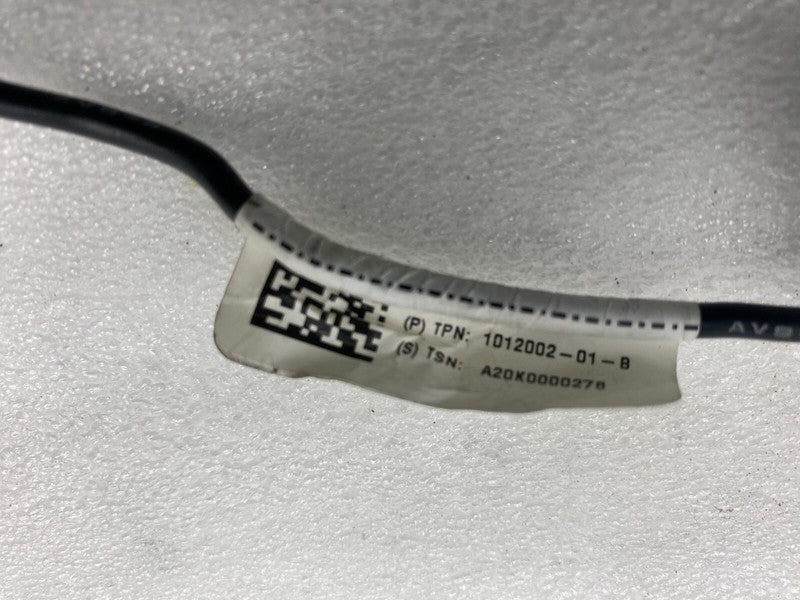 (P) TPN: 1012002-01-B
(S) TSN: A20K0000278
AVS